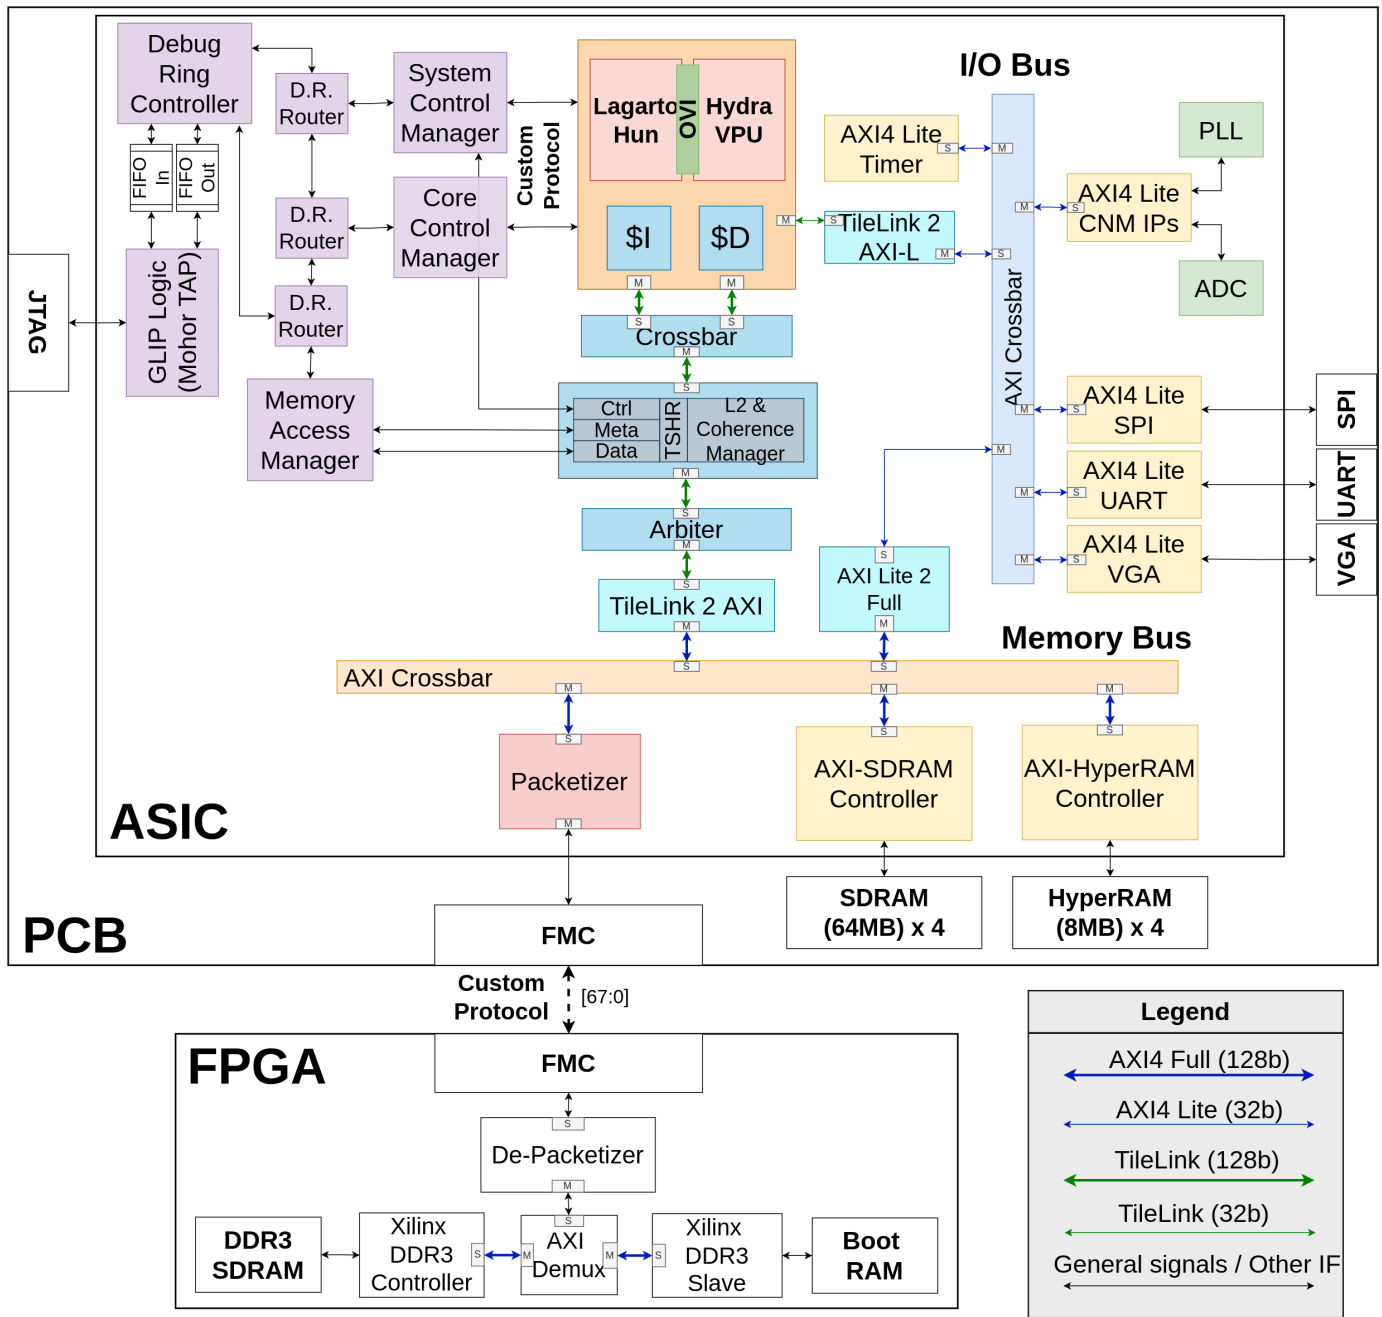 Debug
Ring
Controller
D.R.
Router
System
Control
Manager
Custom
Protocol
Lagarto
Hun
OVI
Hydra
VPU
I/O Bus
AXI4 Lite
Timer
S
M
PLL
FIFO
In
FIFO
Out
D.R.
Router
Core
Control
Manager
$I
$D
M
S
TileLink 2
AXI-L
M
S
M
S
AXI4 Lite
CNM IPs
ADC
JTAG
GLIP Logic
(Mohor TAP)
D.R.
Router
M
M
S
S
Crossbar
M
AXI Crossbar
Memory
Access
Manager
S
Ctrl
Meta
Data
TSHR
L2 &
Coherence
Manager
M
M
S
AXI4 Lite
SPI
SPI
M
M
S
AXI4 Lite
UART
UART
S
Arbiter
M
S
AXI Lite 2
Full
M
M
S
AXI4 Lite
VGA
VGA
S
TileLink 2 AXI
M
Memory Bus
S
S
AXI Crossbar
M
M
M
S
Packetizer
M
S
AXI-SDRAM
Controller
S
AXI-HyperRAM
Controller
ASIC
SDRAM
(64MB) x 4
HyperRAM
(8MB) x 4
PCB
FMC
Custom
Protocol
[67:0]
FPGA
FMC
S
De-Packetizer
M
S
DDR3
SDRAM
Xilinx
DDR3
Controller
S
M
AXI
Demux
M
S
Xilinx
DDR3
Slave
Boot
RAM
Legend
AXI4 Full (128b)
AXI4 Lite (32b)
TileLink (128b)
TileLink (32b)
General signals / Other IF